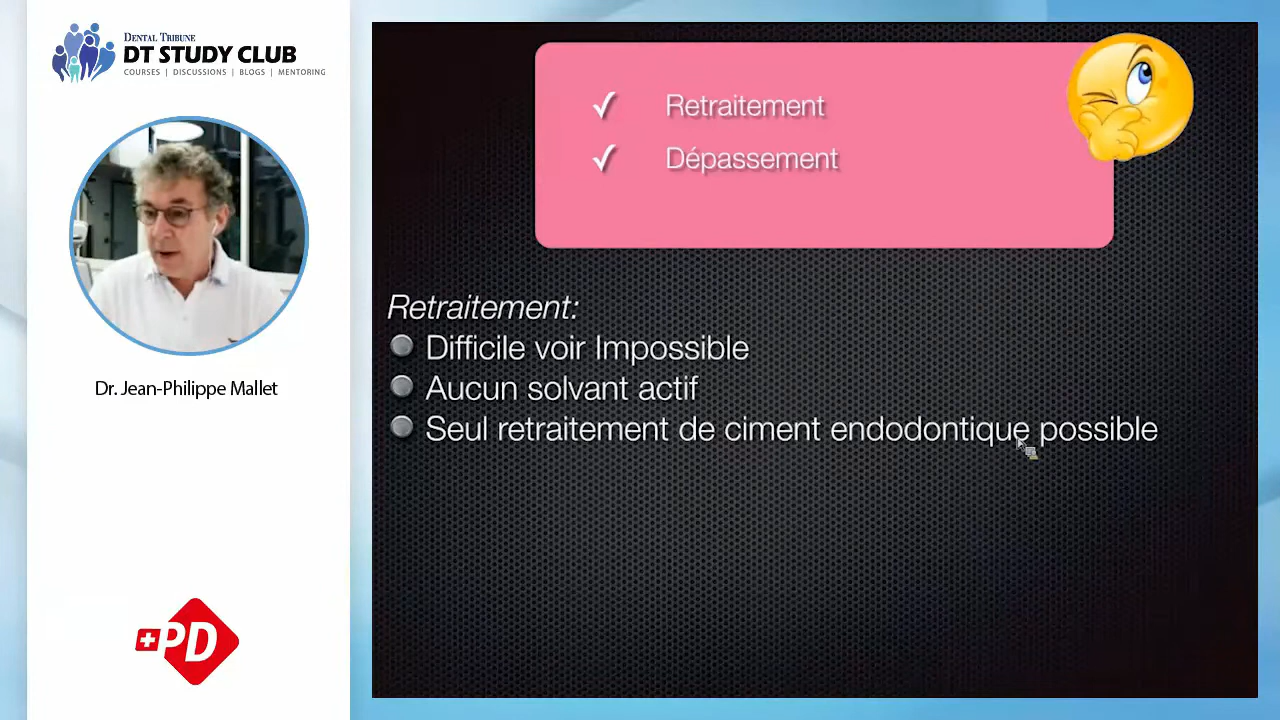 DENTAL TRIBUNE
DT STUDY CLUB
COURSES | DISCUSSIONS | BLOGS | MENTORING
Dr. Jean-Philippe Mallet
+PD
✓ Retraitement
✓ Dépassement
Retraitement:
Difficile voir Impossible
Aucun solvant actif
Seul retraitement de ciment endodontique possible